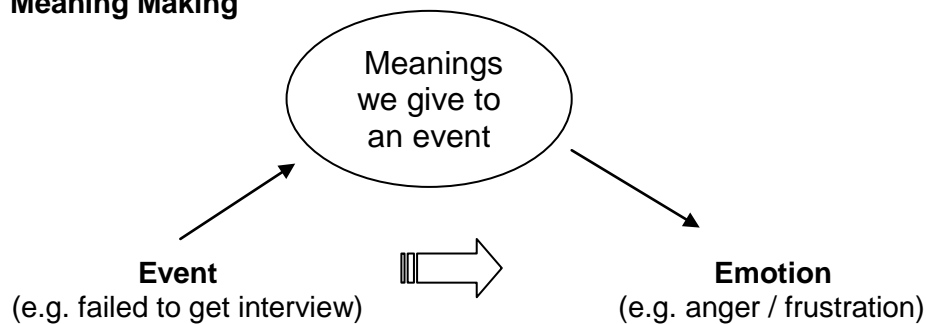 Meaning Making
Meanings
we give to
an event
Event
(e.g. failed to get interview)
Emotion
(e.g. anger / frustration)